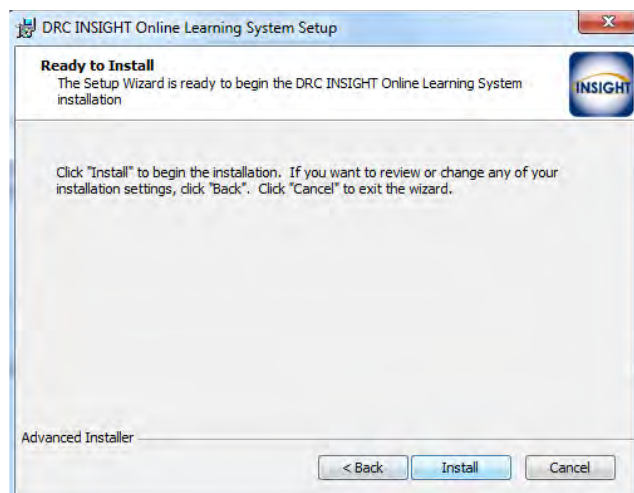 DRC INSIGHT Online Learning System Setup
Ready to Install
The Setup Wizard is ready to begin the DRC INSIGHT Online Learning System
installation
INSIGHT
Click "Install" to begin the installation.  If you want to review or change any of your
installation settings, click "Back".  Click "Cancel" to exit the wizard.
Advanced Installer
< Back Install Cancel